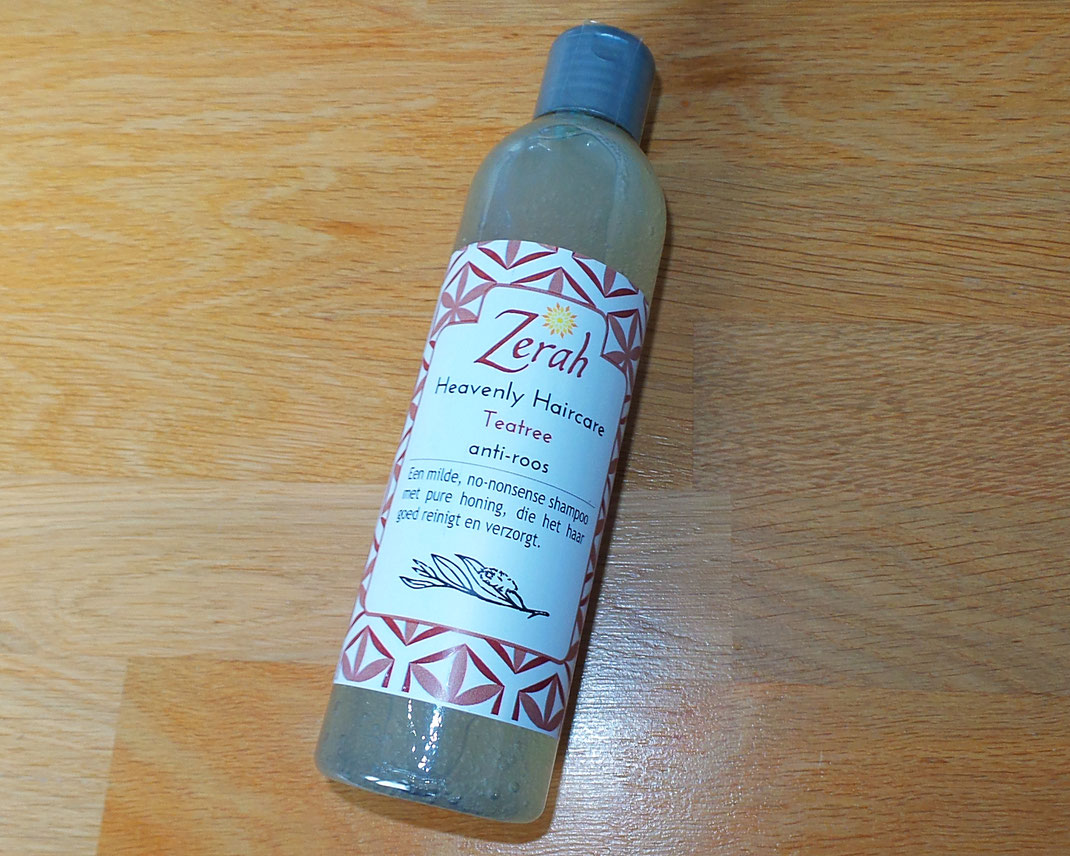 Zerah
Heavenly Haircare
Teatree
anti-roos
Een milde, no-nonsense shampoo
met pure honing, die het haar
goed reinigt en verzorgt.